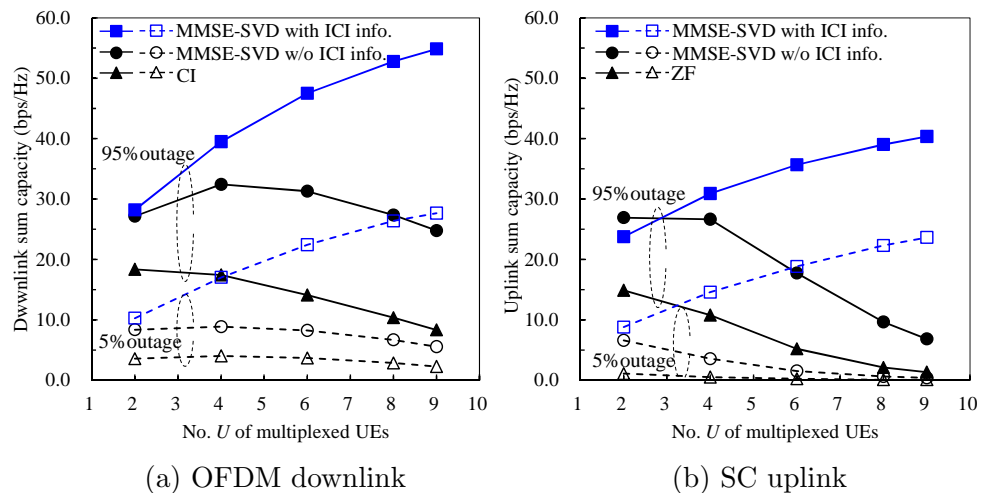 MMSE-SVD with ICI info.
MMSE-SVD w/o ICI info.
CI
95%outage
5%outage
Dwwnlink sum capacity (bps/Hz)
60.0
50.0
40.0
30.0
20.0
10.0
0.0
1 2 3 4 5 6 7 8 9 10
No. U of multiplexed UEs
(a) OFDM downlink
MMSE-SVD with ICI info.
MMSE-SVD w/o ICI info.
ZF
95%outage
5%outage
Uplink sum capacity (bps/Hz)
60.0
50.0
40.0
30.0
20.0
10.0
0.0
1 2 3 4 5 6 7 8 9 10
No. U of multiplexed UEs
(b) SC uplink